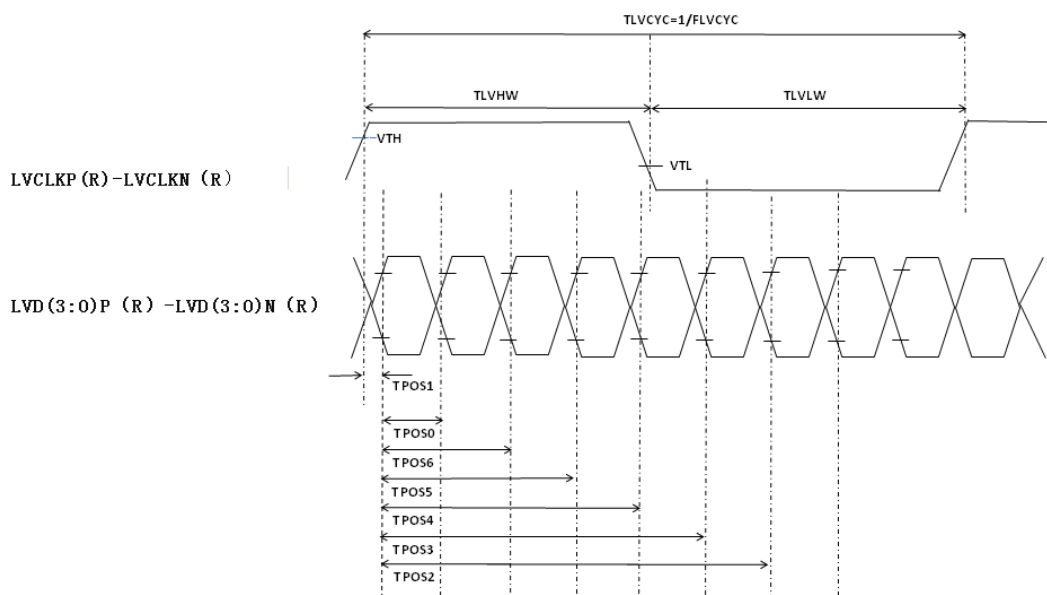 TLVCYC=1/FLVCYC
TLVHW
TLVLW
VTH
VTL
LVCLKP(R)-LVCLKN (R)
LVD(3:0)P (R) -LVD(3:0)N (R)
TPOS1
TPOS0
TPOS6
TPOS5
TPOS4
TPOS3
TPOS2